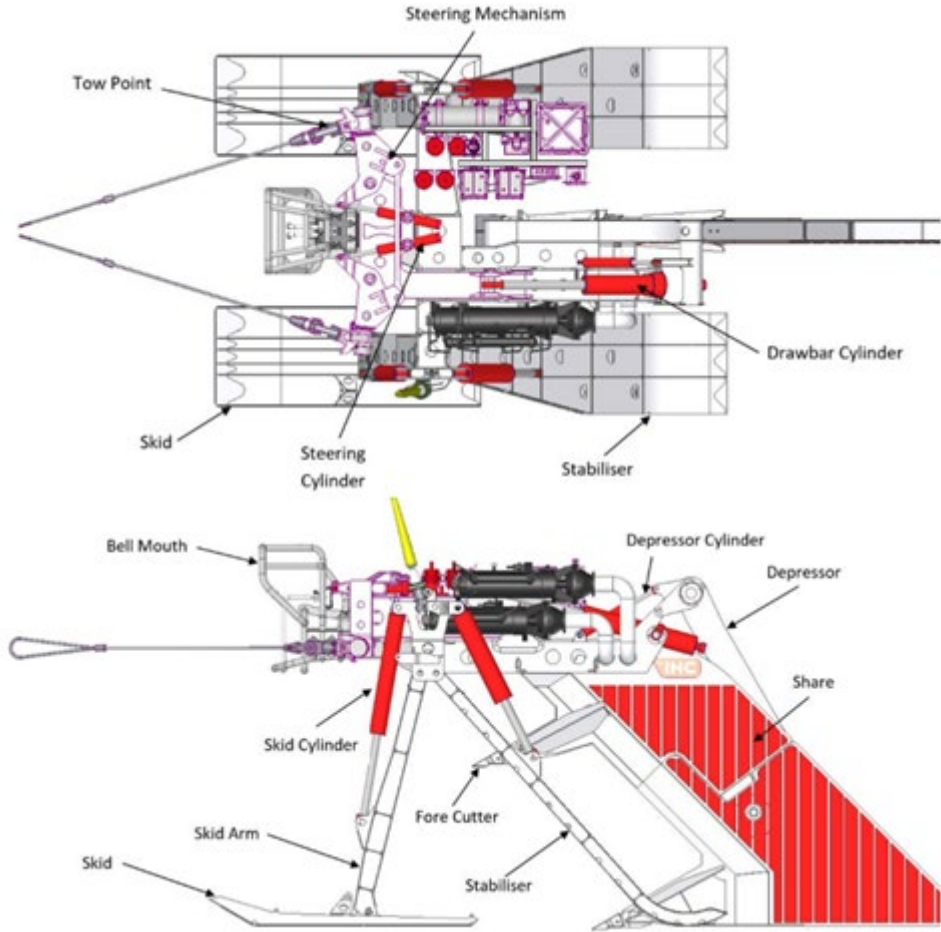 Steering Mechanism
Tow Point
Drawbar Cylinder
Skid
Steering
Cylinder
Stabiliser
Bell Mouth
Depressor Cylinder
Depressor
IHC
Share
Skid Cylinder
Fore Cutter
Skid Arm
Skid
Stabiliser